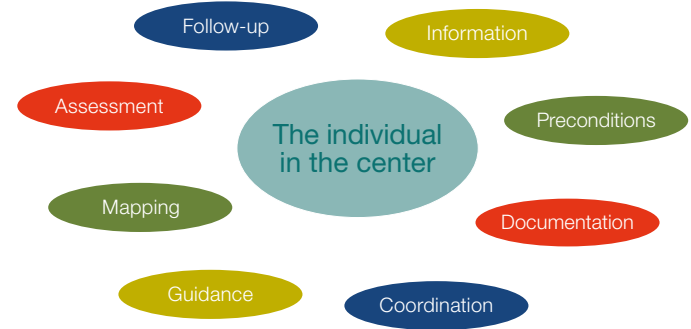 Follow-up
Information
Assessment
Preconditions
The individual
in the center
Mapping
Documentation
Guidance
Coordination